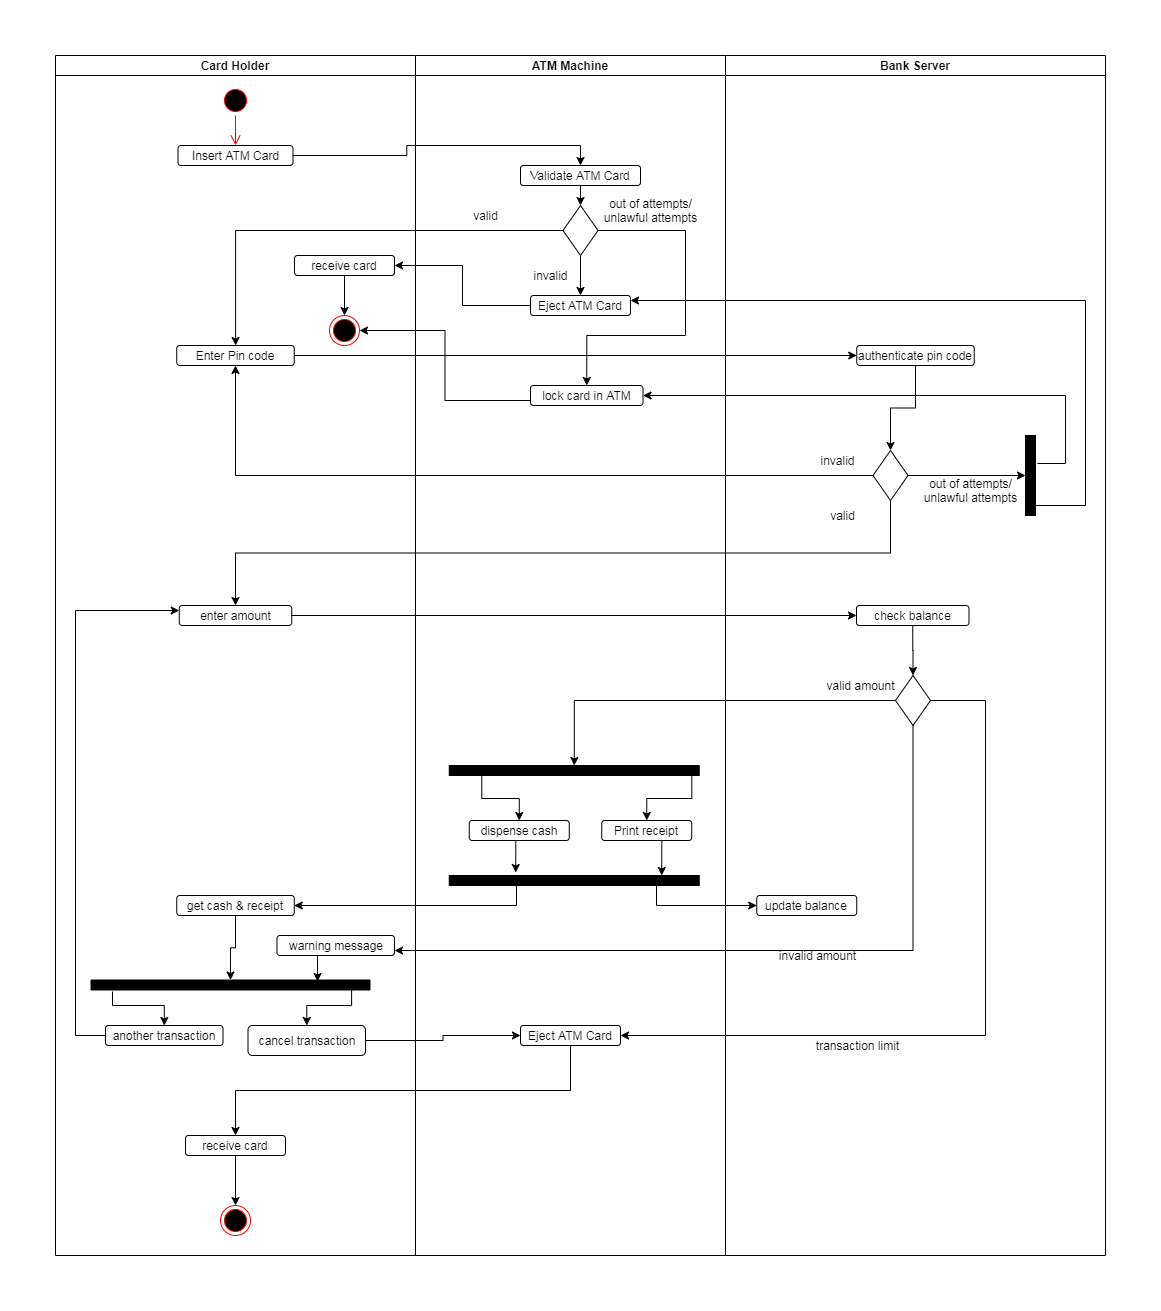 Card Holder
ATM Machine
Bank Server
Insert ATM Card
Validate ATM Card
out of attempts/
unlawful attempts
valid
receive card
invalid
Eject ATM Card
Enter Pin code
authenticate pin code
lock card in ATM
invalid
out of attempts/
unlawful attempts
valid
enter amount
check balance
valid amount
dispense cash
Print receipt
get cash & receipt
update balance
warning message
invalid amount
another transaction
cancel transaction
Eject ATM Card
transaction limit
receive card